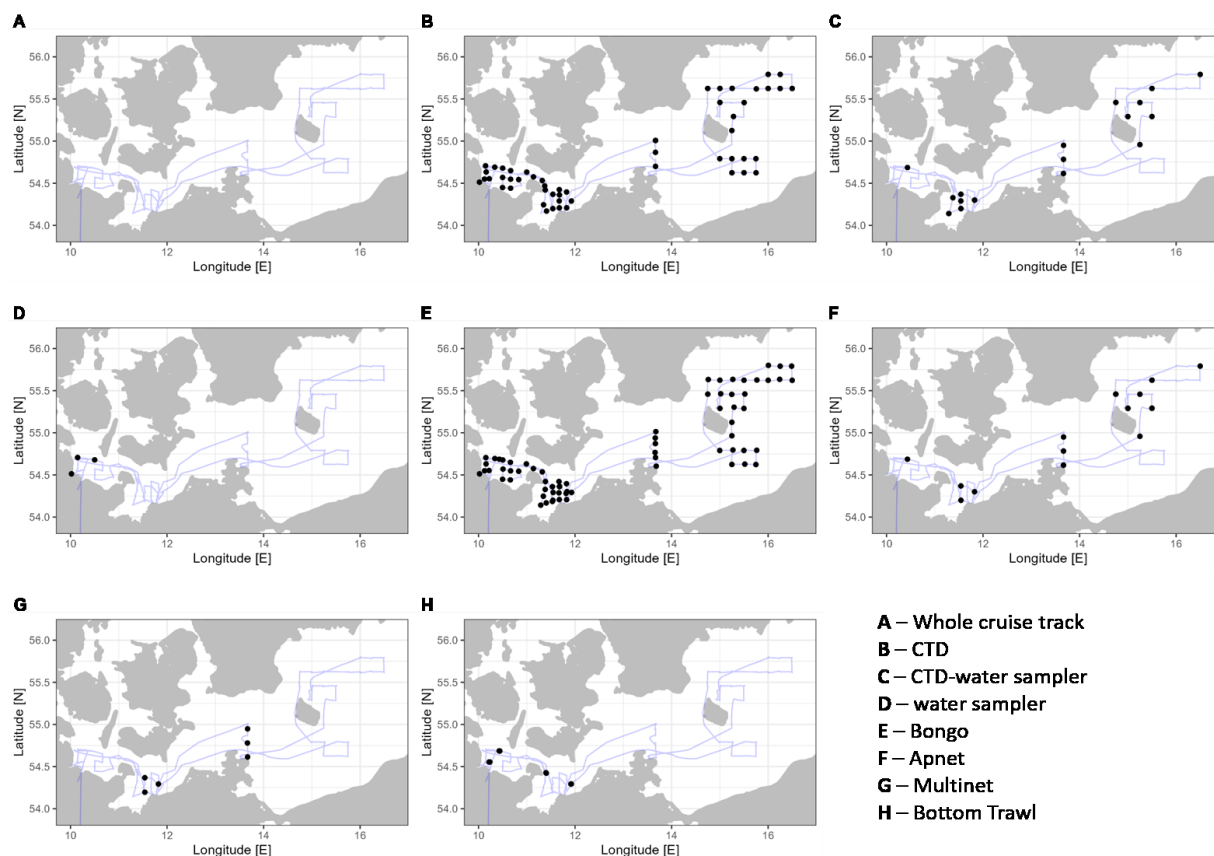 A
B
C
56.0
55.5
55.0
54.5
54.0
Latitude [N]
10 12 14 16
Longitude [E]
56.0
55.5
55.0
54.5
54.0
Latitude [N]
10 12 14 16
Longitude [E]
56.0
55.5
55.0
54.5
54.0
Latitude [N]
10 12 14 16
Longitude [E]
D
E
F
56.0
55.5
55.0
54.5
54.0
Latitude [N]
10 12 14 16
Longitude [E]
56.0
55.5
55.0
54.5
54.0
Latitude [N]
10 12 14 16
Longitude [E]
56.0
55.5
55.0
54.5
54.0
Latitude [N]
10 12 14 16
Longitude [E]
G
H
56.0
55.5
55.0
54.5
54.0
Latitude [N]
10 12 14 16
Longitude [E]
56.0
55.5
55.0
54.5
54.0
Latitude [N]
10 12 14 16
Longitude [E]
A – Whole cruise track
B – CTD
C – CTD-water sampler
D – water sampler
E – Bongo
F – Apnet
G – Multinet
H – Bottom Trawl